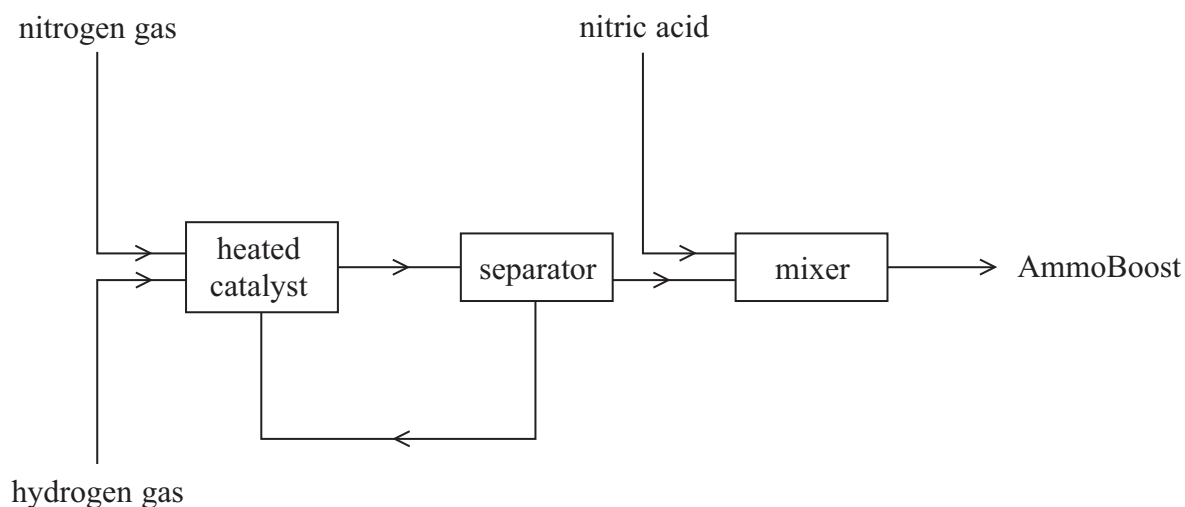 nitrogen gas
nitric acid
heated
catalyst
separator
mixer
AmmoBoost
hydrogen gas